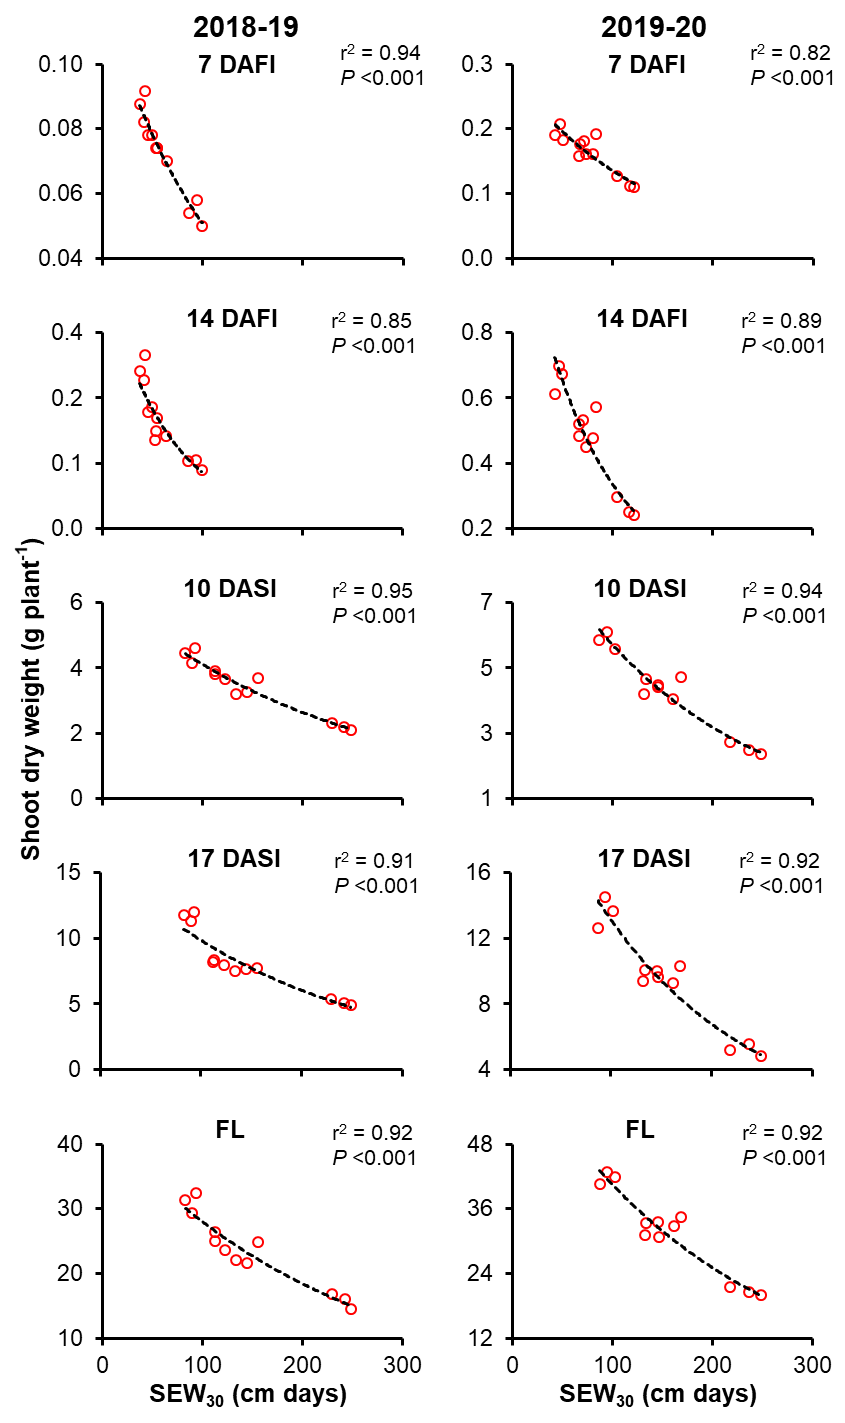 2018-19
2019-20
7 DAFI
r² = 0.94
P <0.001
0.10
0.08
0.06
0.04
0
100
200
300
7 DAFI
r² = 0.82
P <0.001
0.3
0.2
0.1
0.0
0
100
200
300
14 DAFI
r² = 0.85
P <0.001
0.4
0.2
0.1
0.0
14 DAFI
r² = 0.89
P <0.001
0.8
0.6
0.4
0.2
Shoot dry weight (g plant⁻¹)
10 DASI
r² = 0.95
P <0.001
6
4
2
0
10 DASI
r² = 0.94
P <0.001
7
5
3
1
17 DASI
r² = 0.91
P <0.001
15
10
5
0
17 DASI
r² = 0.92
P <0.001
16
12
8
4
FL
r² = 0.92
P <0.001
40
30
20
10
0 100 200 300
SEW₃₀ (cm days)
FL
r² = 0.92
P <0.001
48
36
24
12
0 100 200 300
SEW₃₀ (cm days)